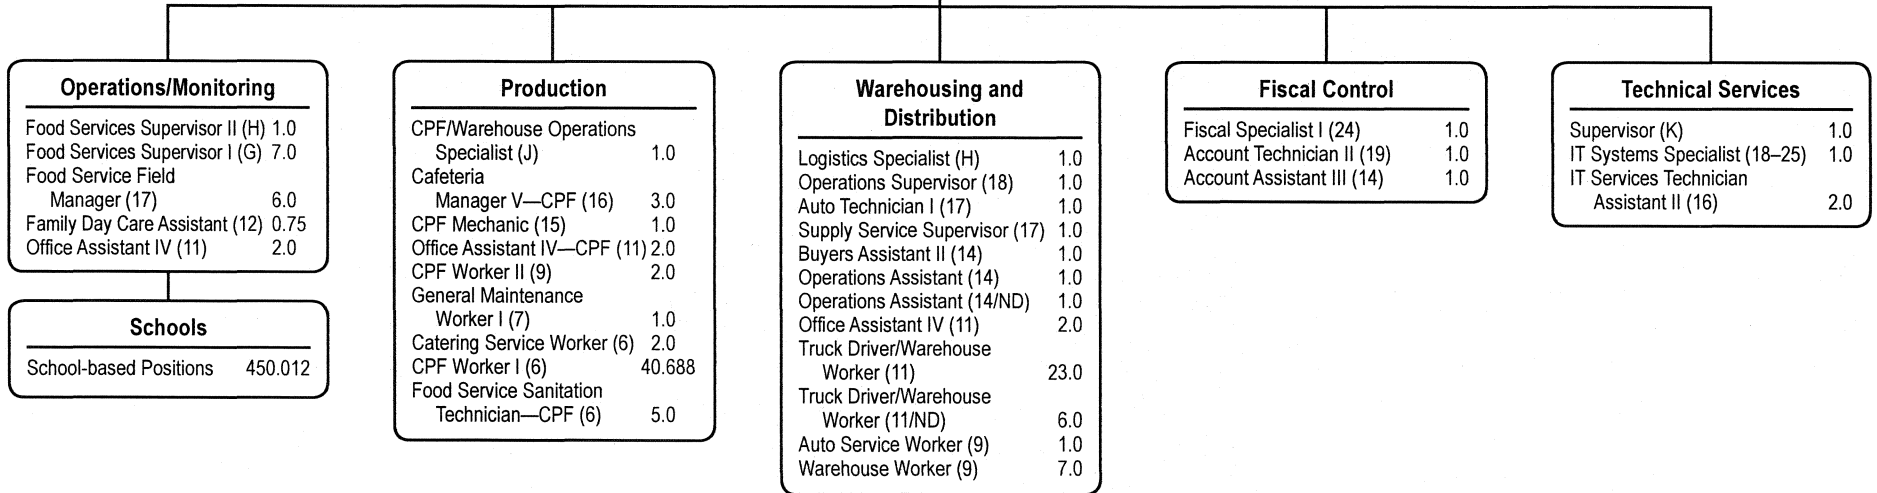 Operations/Monitoring
Food Services Supervisor II (H) 1.0
Food Services Supervisor I (G) 7.0
Food Service Field
Manager (17) 6.0
Family Day Care Assistant (12) 0.75
Office Assistant IV (11) 2.0
Schools
School-based Positions 450.012
Production
CPF/Warehouse Operations
Specialist (J) 1.0
Cafeteria
Manager V—CPF (16) 3.0
CPF Mechanic (15) 1.0
Office Assistant IV—CPF (11) 2.0
CPF Worker II (9) 2.0
General Maintenance
Worker I (7) 1.0
Catering Service Worker (6) 2.0
CPF Worker I (6) 40.688
Food Service Sanitation
Technician—CPF (6) 5.0
Warehousing and
Distribution
Logistics Specialist (H) 1.0
Operations Supervisor (18) 1.0
Auto Technician I (17) 1.0
Supply Service Supervisor (17) 1.0
Buyers Assistant II (14) 1.0
Operations Assistant (14) 1.0
Operations Assistant (14/ND) 1.0
Office Assistant IV (11) 2.0
Truck Driver/Warehouse
Worker (11) 23.0
Truck Driver/Warehouse
Worker (11/ND) 6.0
Auto Service Worker (9) 1.0
Warehouse Worker (9) 7.0
Fiscal Control
Fiscal Specialist I (24) 1.0
Account Technician II (19) 1.0
Account Assistant III (14) 1.0
Technical Services
Supervisor (K) 1.0
IT Systems Specialist (18–25) 1.0
IT Services Technician
Assistant II (16) 2.0